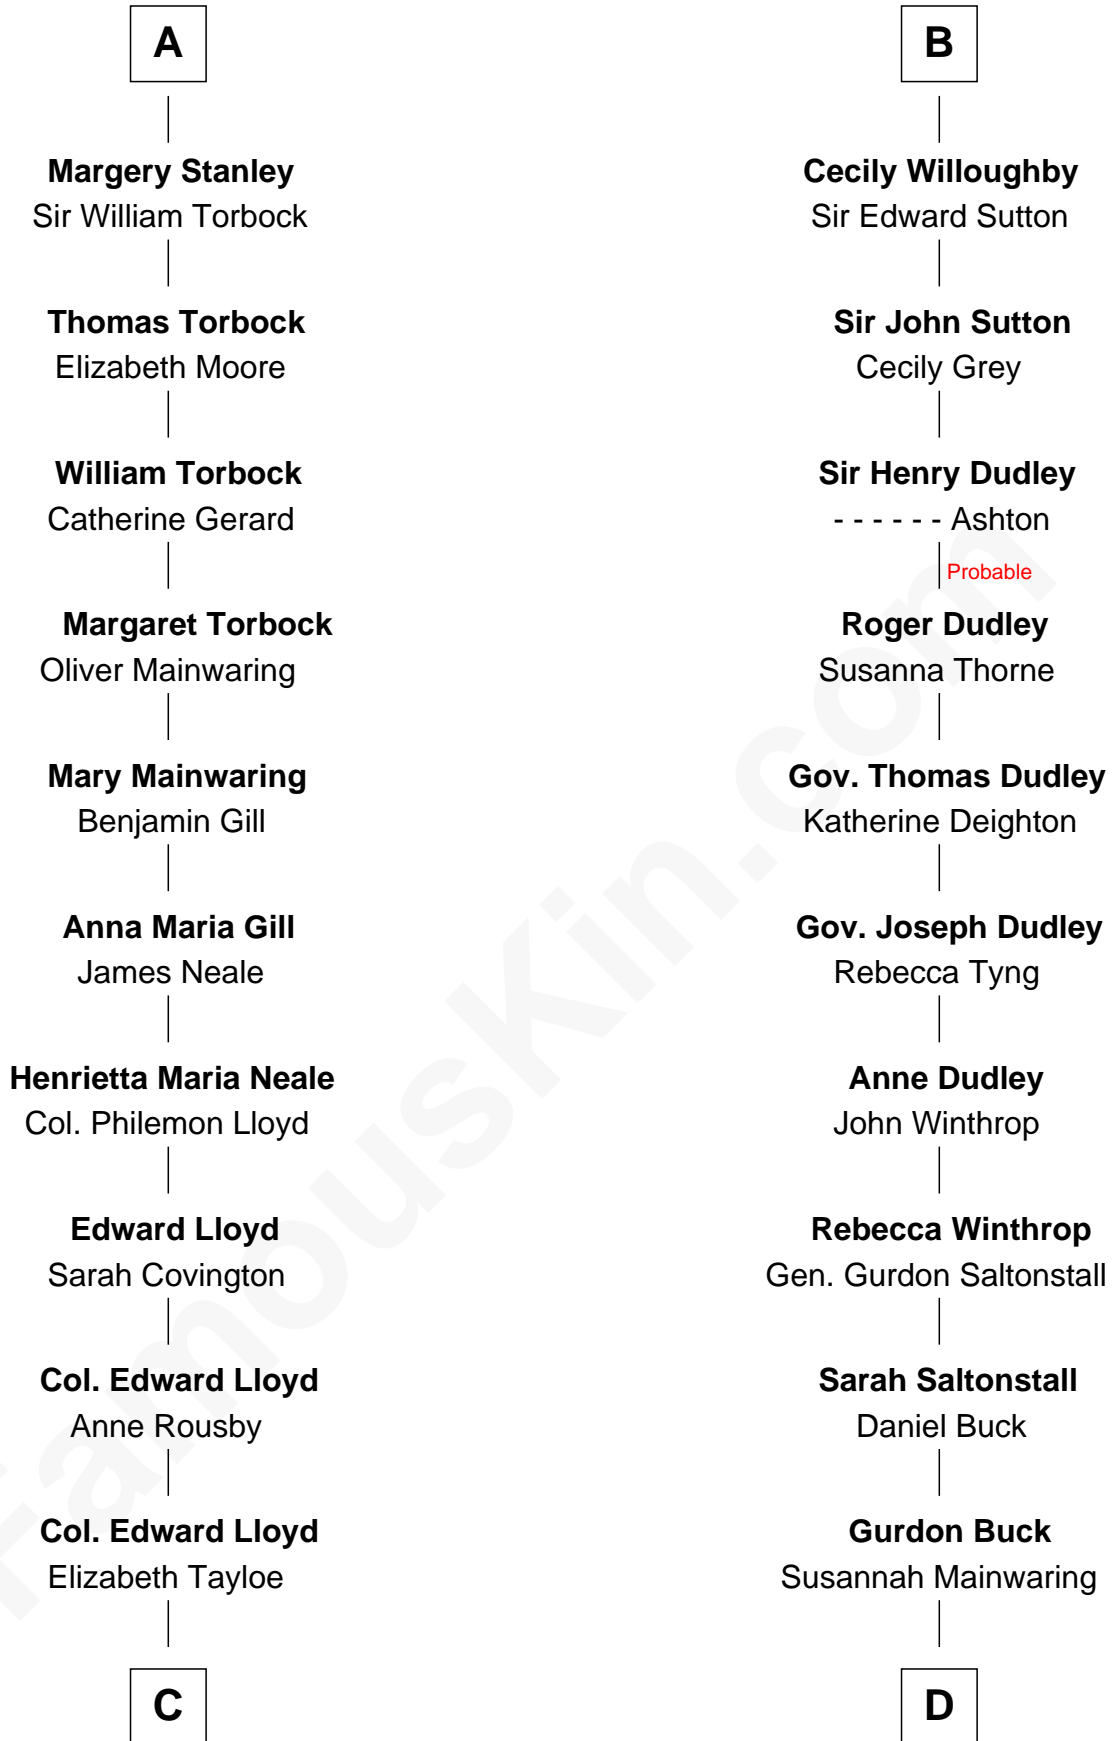 A
Margery Stanley
Sir William Torbock
Thomas Torbock
Elizabeth Moore
William Torbock
Catherine Gerard
Margaret Torbock
Oliver Mainwaring
Mary Mainwaring
Benjamin Gill
Anna Maria Gill
James Neale
Henrietta Maria Neale
Col. Philemon Lloyd
Edward Lloyd
Sarah Covington
Col. Edward Lloyd
Anne Rousby
Col. Edward Lloyd
Elizabeth Tayloe
C
B
Cecily Willoughby
Sir Edward Sutton
Sir John Sutton
Cecily Grey
Sir Henry Dudley
- - - - - - Ashton
Probable
Roger Dudley
Susanna Thorne
Gov. Thomas Dudley
Katherine Deighton
Gov. Joseph Dudley
Rebecca Tyng
Anne Dudley
John Winthrop
Rebecca Winthrop
Gen. Gurdon Saltonstall
Sarah Saltonstall
Daniel Buck
Gurdon Buck
Susannah Mainwaring
D
FamousKin.com